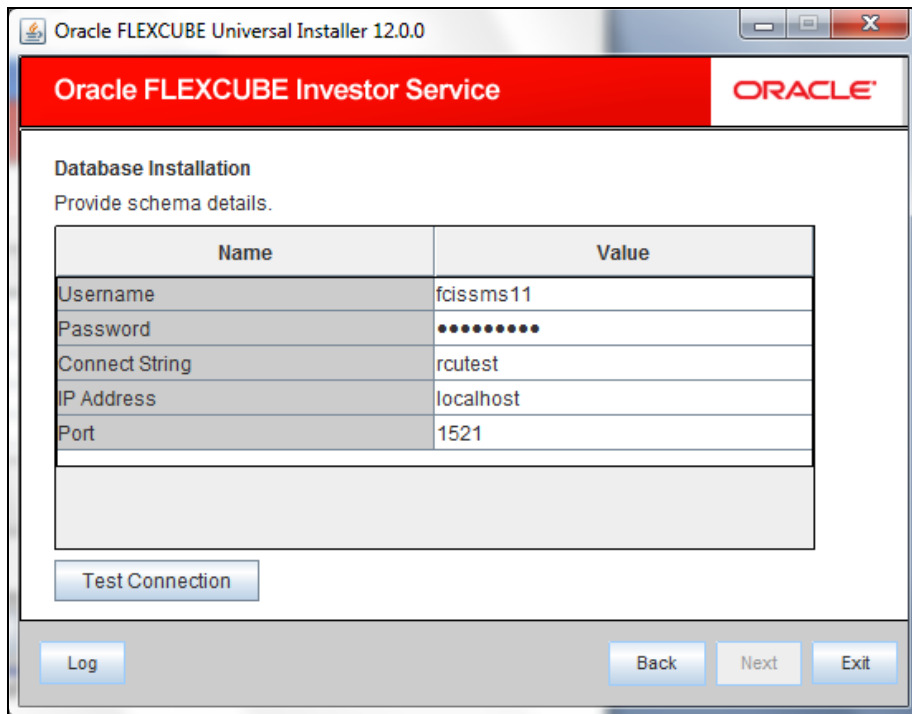 Oracle FLEXCUBE Universal Installer 12.0.0
Oracle FLEXCUBE Investor Service
ORACLE
Database Installation
Provide schema details.
Name Value
Username fcissms11
Password •••••••••
Connect String rcutest
IP Address localhost
Port 1521
Test Connection
Log Back Next Exit